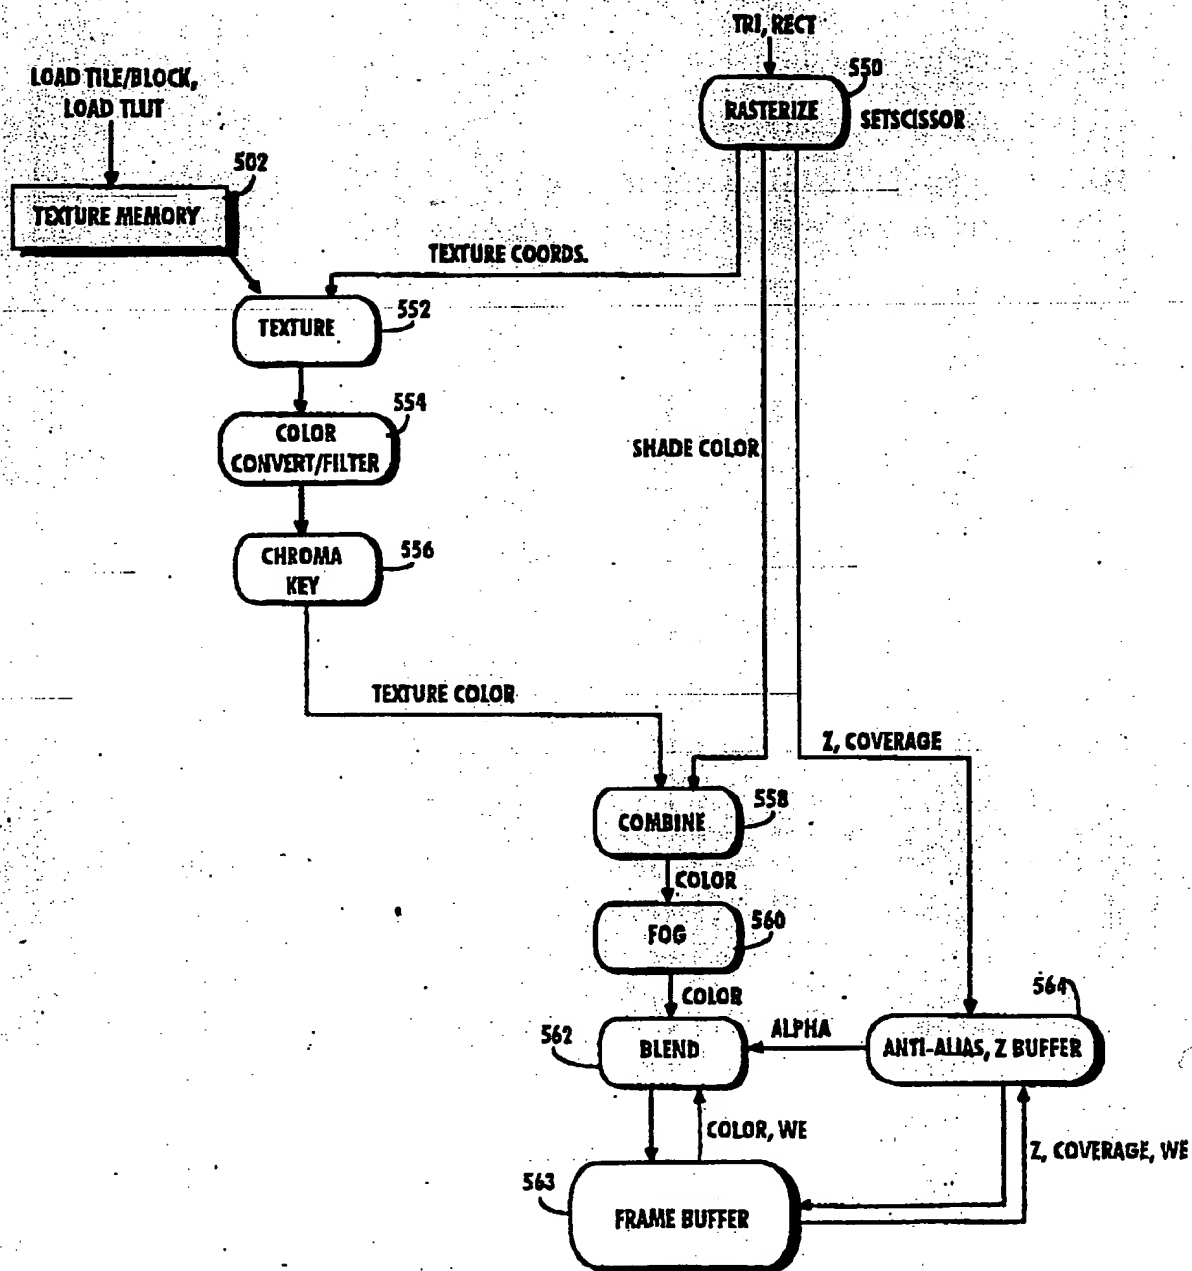 TRI, RECT
550
RASTERIZE
SETSCISSOR
LOAD TILE/BLOCK,
LOAD TLUT
502
TEXTURE MEMORY
TEXTURE COORDS.
552
TEXTURE
554
COLOR
CONVERT/FILTER
SHADE COLOR
556
CHROMA
KEY
TEXTURE COLOR
Z, COVERAGE
558
COMBINE
COLOR
560
FOG
COLOR
564
562
BLEND
ALPHA
ANTI-ALIAS, Z BUFFER
COLOR, WE
Z, COVERAGE, WE
563
FRAME BUFFER